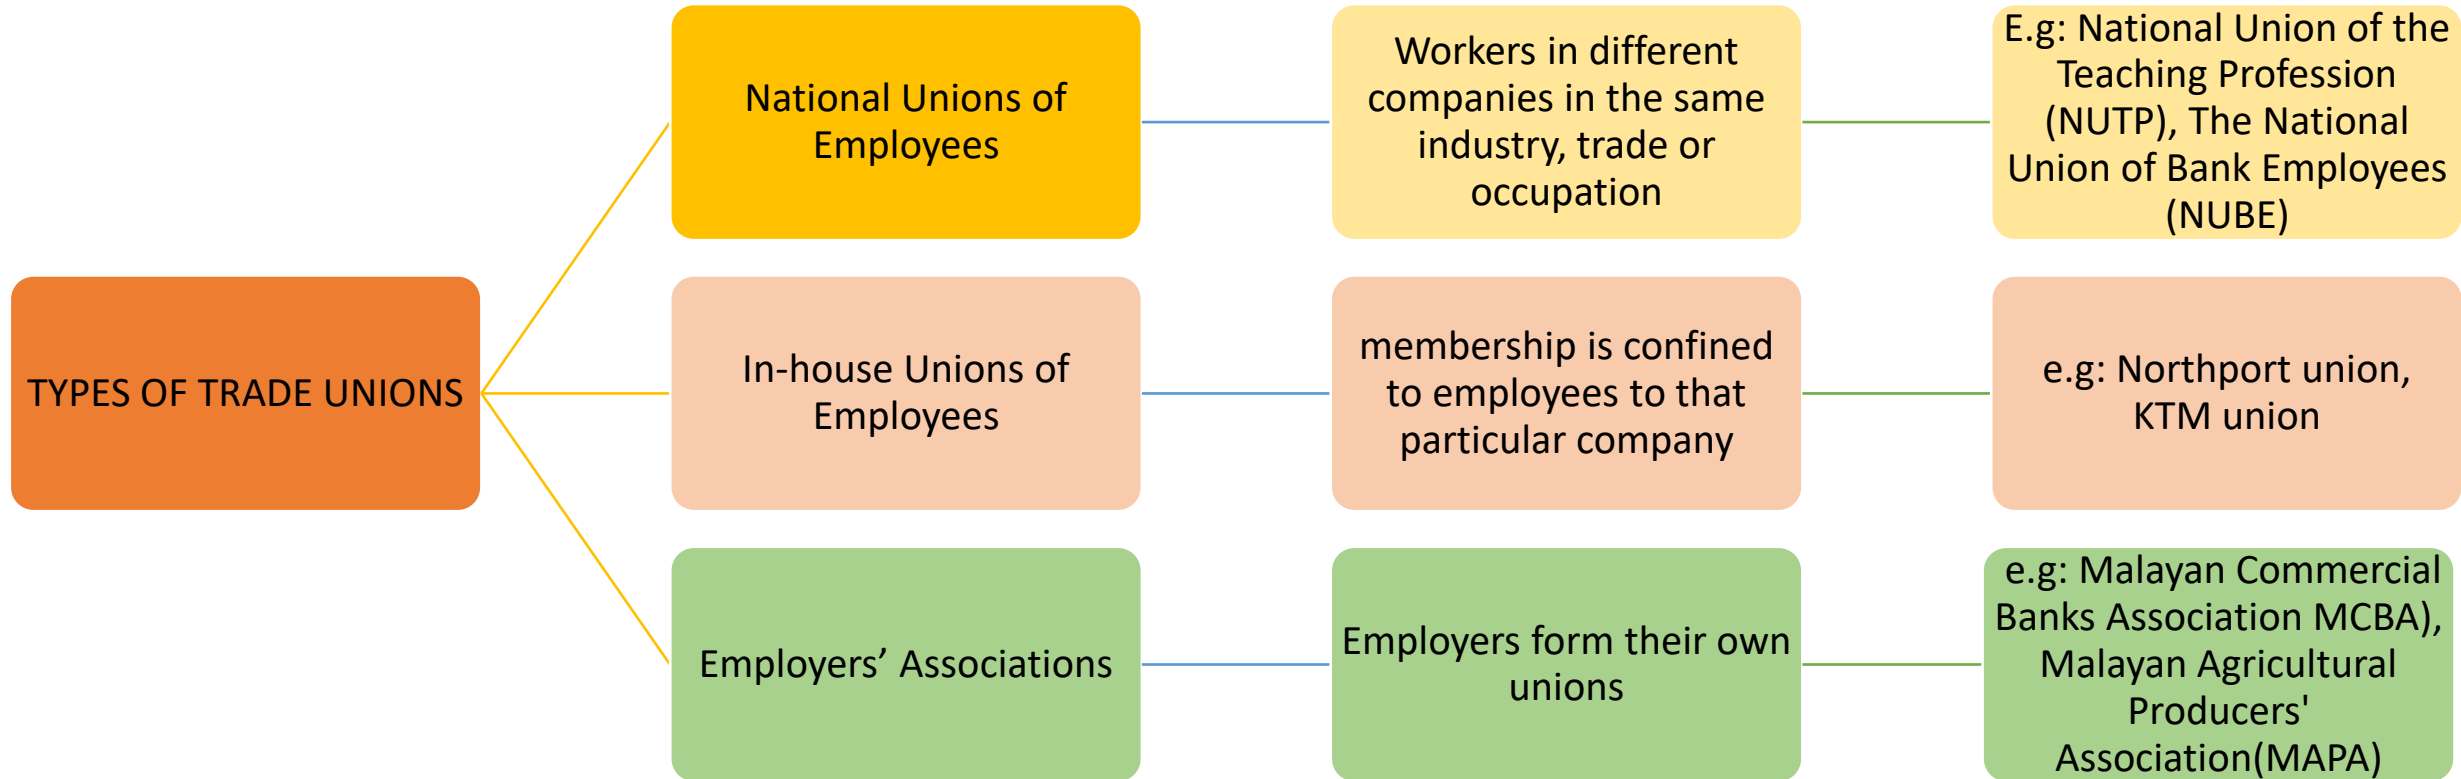 TYPES OF TRADE UNIONS
National Unions of
Employees
Workers in different
companies in the same
industry, trade or
occupation
E.g: National Union of the
Teaching Profession
(NUTP), The National
Union of Bank Employees
(NUBE)
In-house Unions of
Employees
membership is confined
to employees to that
particular company
e.g: Northport union,
KTM union
Employers’ Associations
Employers form their own
unions
e.g: Malayan Commercial
Banks Association MCBA),
Malayan Agricultural
Producers'
Association(MAPA)